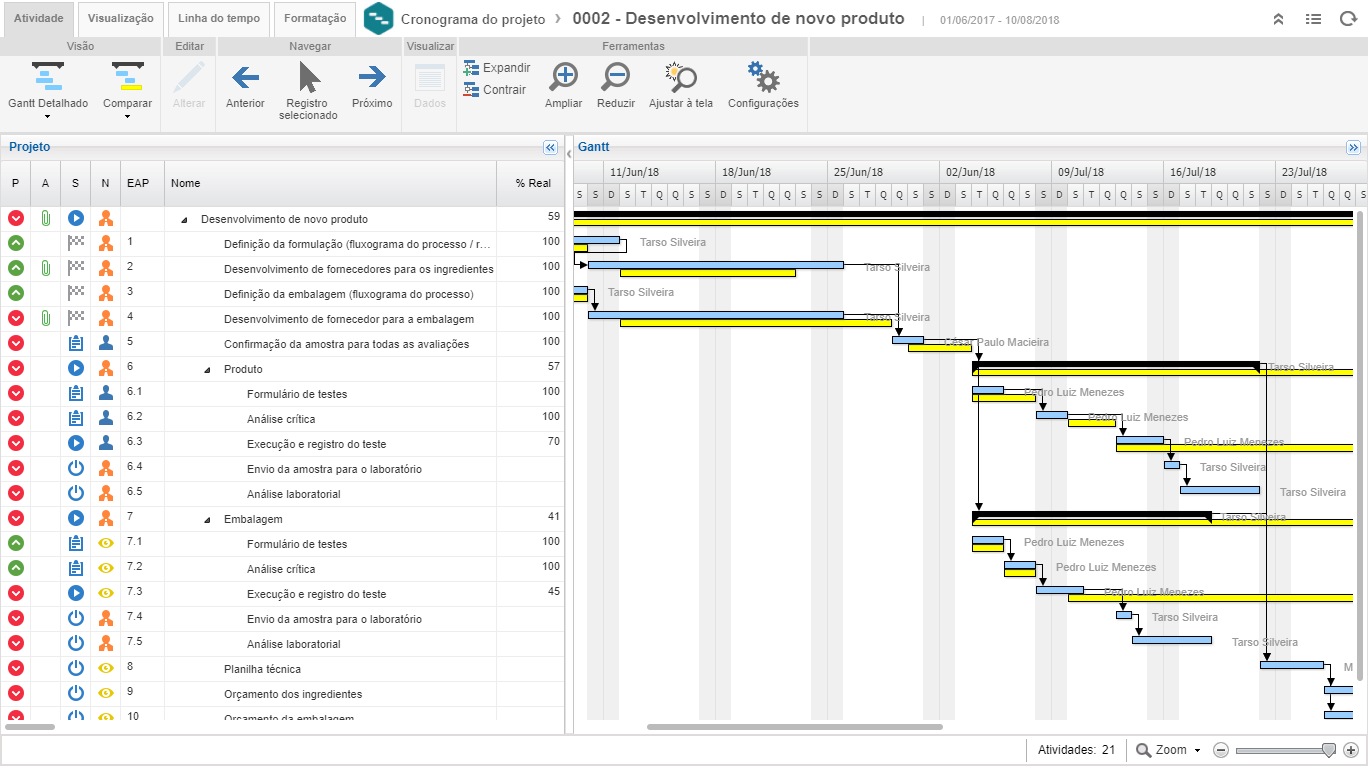 Atividade Visualização Linha do tempo Formatação Cronograma do projeto › 0002 - Desenvolvimento de novo produto | 01/06/2017 - 10/08/2018
Visão Editar Navegar Visualizar Ferramentas
Gantt Detalhado Comparar Alterar Anterior Registro selecionado Próximo Dados Expandir Contrair Ampliar Reduzir Ajustar à tela Configurações
Projeto Gantt
P A S N EAP Nome % Real
11/Jun/18 18/Jun/18 25/Jun/18 02/Jun/18 09/Jul/18 16/Jul/18 23/Jul/18
S S D S T Q Q S S D S T Q Q S S D S T Q Q S S D S T Q Q S S D S T Q Q S S D S T Q Q S S D S T Q Q S
Desenvolvimento de novo produto 59
1 Definição da formulação (fluxograma do processo / r... 100 Tarso Silveira
2 Desenvolvimento de fornecedores para os ingredientes 100 Tarso Silveira
3 Definição da embalagem (fluxograma do processo) 100 Tarso Silveira
4 Desenvolvimento de fornecedor para a embalagem 100 Tarso Silveira
5 Confirmação da amostra para todas as avaliações 100 César Paulo Macieira
6 Produto 57 Tarso Silveira
6.1 Formulário de testes 100 Pedro Luiz Menezes
6.2 Análise crítica 100 Pedro Luiz Menezes
6.3 Execução e registro do teste 70 Pedro Luiz Menezes
6.4 Envio da amostra para o laboratório Tarso Silveira
6.5 Análise laboratorial Tarso Silveira
7 Embalagem 41 Tarso Silveira
7.1 Formulário de testes 100 Pedro Luiz Menezes
7.2 Análise crítica 100 Pedro Luiz Menezes
7.3 Execução e registro do teste 45 Pedro Luiz Menezes
7.4 Envio da amostra para o laboratório Tarso Silveira
7.5 Análise laboratorial Tarso Silveira
8 Planilha técnica M
9 Orçamento dos ingredientes
10 Orçamento da embalagem
Atividades: 21 Zoom